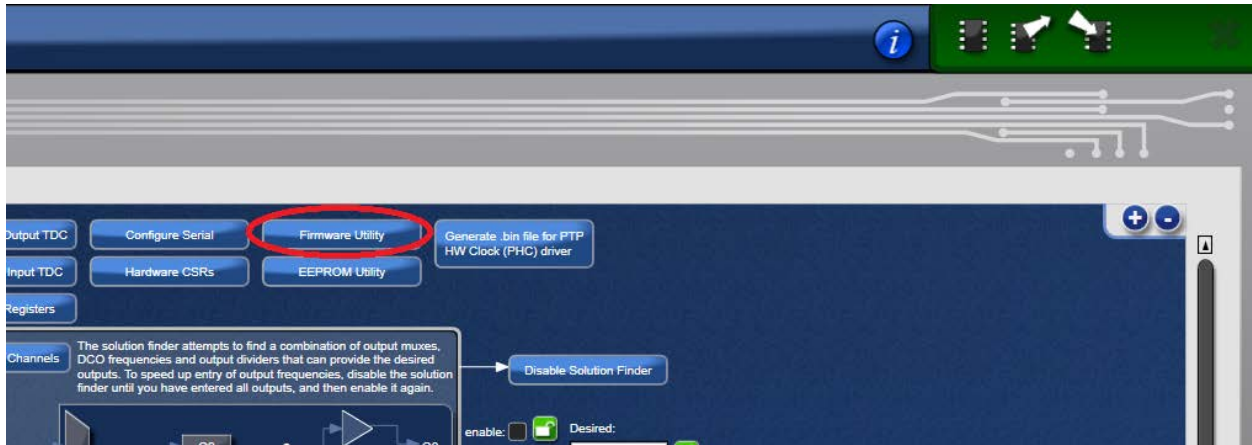 i
Output TDC
Configure Serial
Firmware Utility
Generate .bin file for PTP
HW Clock (PHC) driver
Input TDC
Hardware CSRs
EEPROM Utility
Registers
Channels
The solution finder attempts to find a combination of output muxes,
DCO frequencies and output dividers that can provide the desired
outputs. To speed up entry of output frequencies, disable the solution
finder until you have entered all outputs, and then enable it again.
Disable Solution Finder
enable:
Desired: